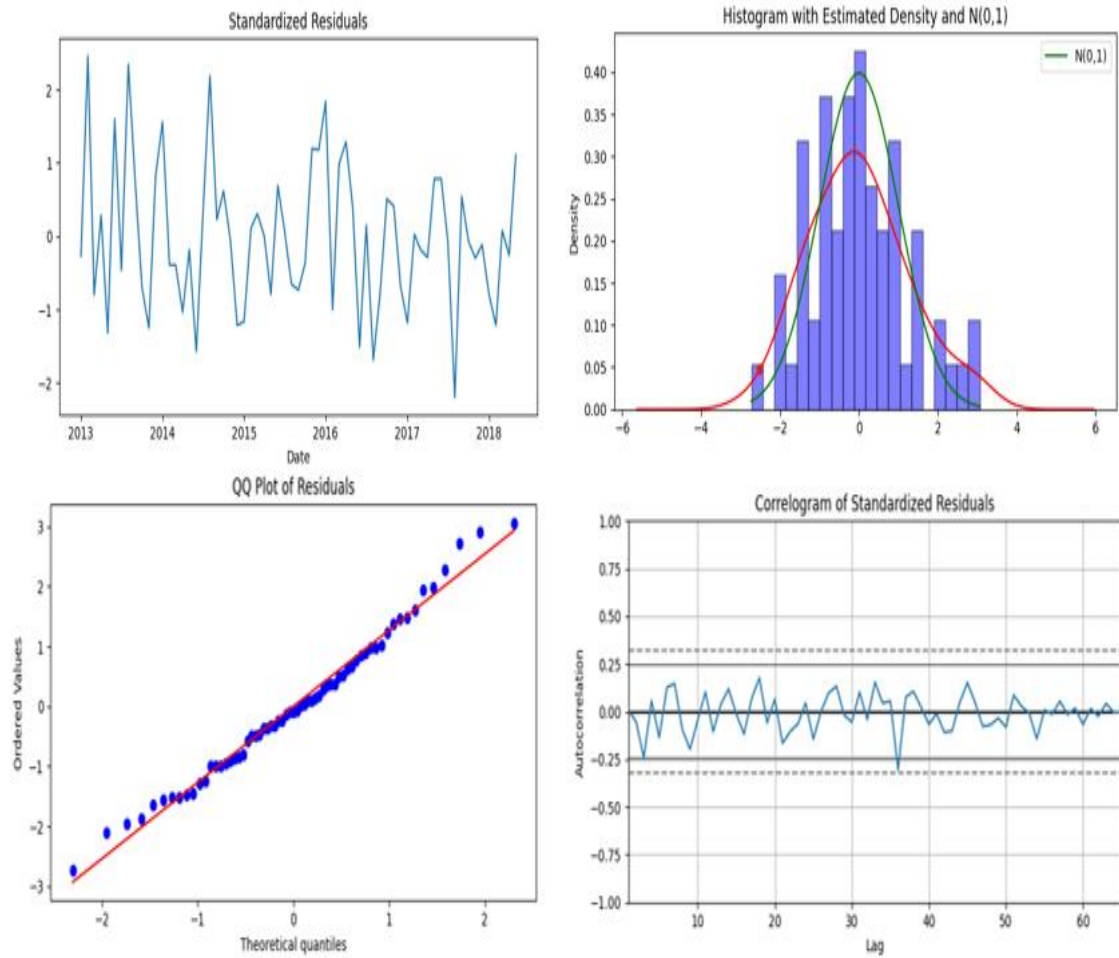 Standardized Residuals
2
1
0
−1
−2
2013 2014 2015 2016 2017 2018
Date
Histogram with Estimated Density and N(0,1)
N(0,1)
0.40
0.35
0.30
0.25
0.20
0.15
0.10
0.05
0.00
Density
−6 −4 −2 0 2 4 6
QQ Plot of Residuals
3
2
1
0
−1
−2
−3
Ordered Values
−2 −1 0 1 2
Theoretical quantiles
Correlogram of Standardized Residuals
1.00
0.75
0.50
0.25
0.00
−0.25
−0.50
−0.75
−1.00
Autocorrelation
10 20 30 40 50 60
Lag